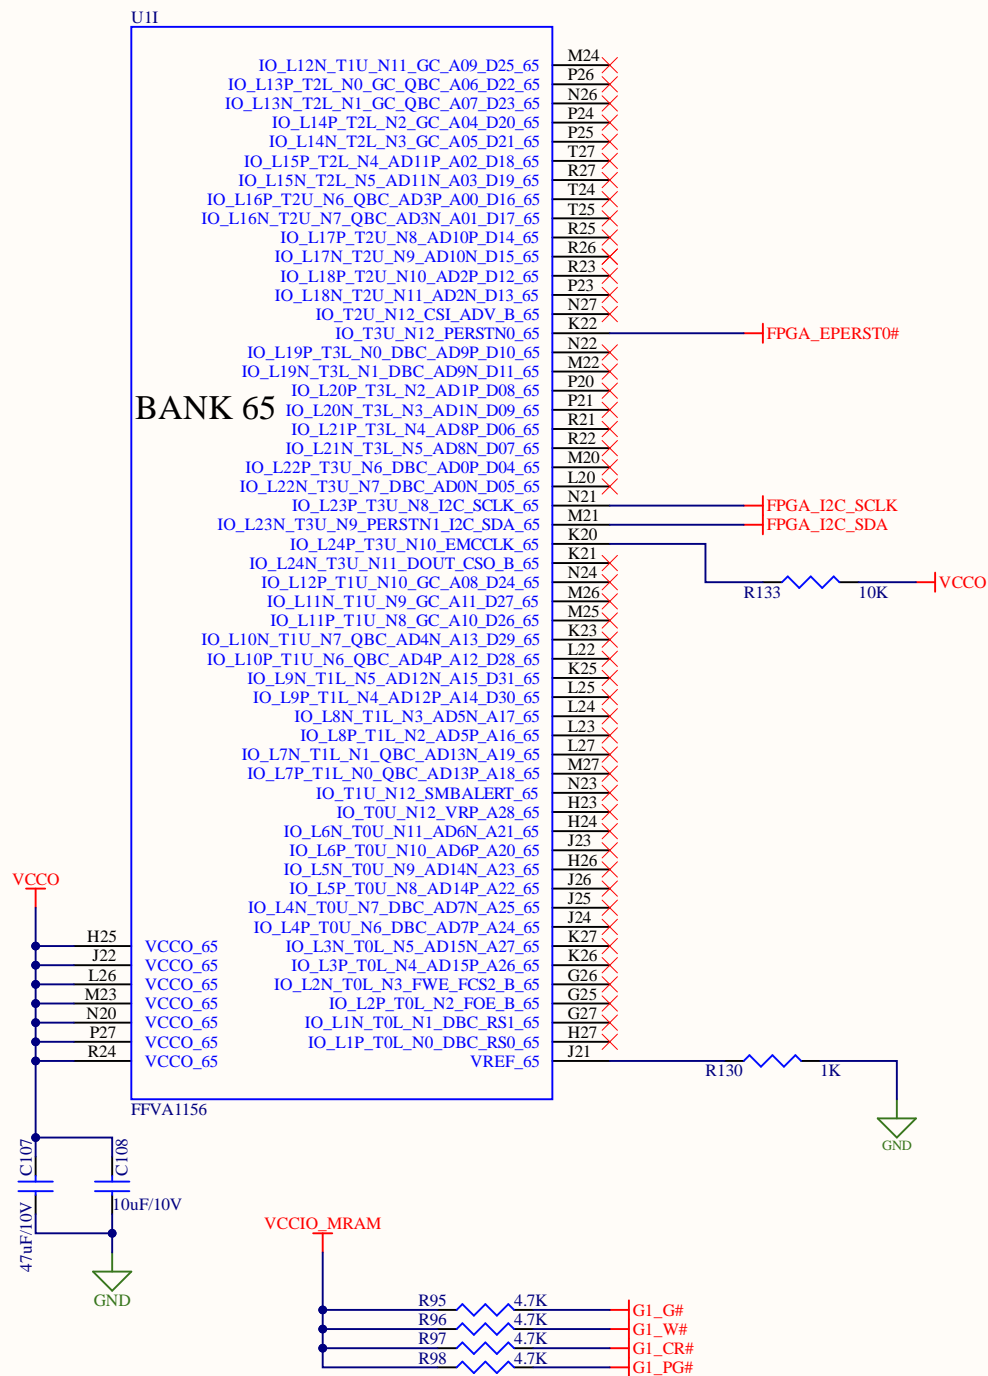 U1I
IO_L12N_T1U_N11_GC_A09_D25_65 M24
IO_L13P_T2L_N0_GC_QBC_A06_D22_65 P26
IO_L13N_T2L_N1_GC_QBC_A07_D23_65 N26
IO_L14P_T2L_N2_GC_A04_D20_65 P24
IO_L14N_T2L_N3_GC_A05_D21_65 P25
IO_L15P_T2L_N4_AD11P_A02_D18_65 T27
IO_L15N_T2L_N5_AD11N_A03_D19_65 R27
IO_L16P_T2U_N6_QBC_AD3P_A00_D16_65 T24
IO_L16N_T2U_N7_QBC_AD3N_A01_D17_65 T25
IO_L17P_T2U_N8_AD10P_D14_65 R25
IO_L17N_T2U_N9_AD10N_D15_65 R26
IO_L18P_T2U_N10_AD2P_D12_65 R23
IO_L18N_T2U_N11_AD2N_D13_65 P23
IO_T2U_N12_CSI_ADV_B_65 N27
IO_T3U_N12_PERSTN0_65 K22 FPGA_EPERST0#
IO_L19P_T3L_N0_DBC_AD9P_D10_65 N22
IO_L19N_T3L_N1_DBC_AD9N_D11_65 M22
IO_L20P_T3L_N2_AD1P_D08_65 P20
BANK 65 IO_L20N_T3L_N3_AD1N_D09_65 P21
IO_L21P_T3L_N4_AD8P_D06_65 R21
IO_L21N_T3L_N5_AD8N_D07_65 R22
IO_L22P_T3U_N6_DBC_AD0P_D04_65 M20
IO_L22N_T3U_N7_DBC_AD0N_D05_65 L20
IO_L23P_T3U_N8_I2C_SCLK_65 N21 FPGA_I2C_SCLK
IO_L23N_T3U_N9_PERSTN1_I2C_SDA_65 M21 FPGA_I2C_SDA
IO_L24P_T3U_N10_EMCCLK_65 K20
IO_L24N_T3U_N11_DOUT_CSO_B_65 K21
IO_L12P_T1U_N10_GC_A08_D24_65 N24 R133 10K VCCO
IO_L11N_T1U_N9_GC_A11_D27_65 M26
IO_L11P_T1U_N8_GC_A10_D26_65 M25
IO_L10N_T1U_N7_QBC_AD4N_A13_D29_65 K23
IO_L10P_T1U_N6_QBC_AD4P_A12_D28_65 L22
IO_L9N_T1L_N5_AD12N_A15_D31_65 K25
IO_L9P_T1L_N4_AD12P_A14_D30_65 L25
IO_L8N_T1L_N3_AD5N_A17_65 L24
IO_L8P_T1L_N2_AD5P_A16_65 L23
IO_L7N_T1L_N1_QBC_AD13N_A19_65 L27
IO_L7P_T1L_N0_QBC_AD13P_A18_65 M27
IO_T1U_N12_SMBALERT_65 N23
IO_T0U_N12_VRP_A28_65 H23
IO_L6N_T0U_N11_AD6N_A21_65 H24
IO_L6P_T0U_N10_AD6P_A20_65 J23
IO_L5N_T0U_N9_AD14N_A23_65 H26
VCCO IO_L5P_T0U_N8_AD14P_A22_65 J26
IO_L4N_T0U_N7_DBC_AD7N_A25_65 J25
IO_L4P_T0U_N6_DBC_AD7P_A24_65 J24
H25 VCCO_65 IO_L3N_T0L_N5_AD15N_A27_65 K27
J22 VCCO_65 IO_L3P_T0L_N4_AD15P_A26_65 K26
L26 VCCO_65 IO_L2N_T0L_N3_FWE_FCS2_B_65 G26
M23 VCCO_65 IO_L2P_T0L_N2_FOE_B_65 G25
N20 VCCO_65 IO_L1N_T0L_N1_DBC_RS1_65 G27
P27 VCCO_65 IO_L1P_T0L_N0_DBC_RS0_65 H27
R24 VCCO_65 VREF_65 J21 R130 1K
FFVA1156
GND
C107 C108
47uF/10V 10uF/10V
GND
VCCIO_MRAM
R95 4.7K G1_G#
R96 4.7K G1_W#
R97 4.7K G1_CR#
R98 4.7K G1_PG#